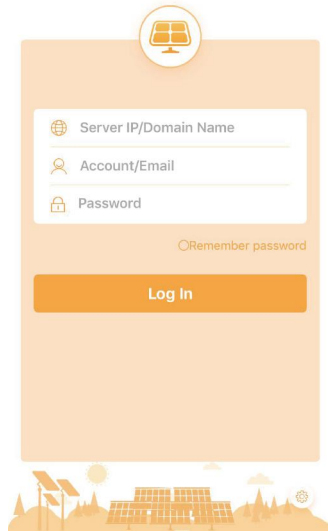 Server IP/Domain Name
Account/Email
Password
Remember password
Log In